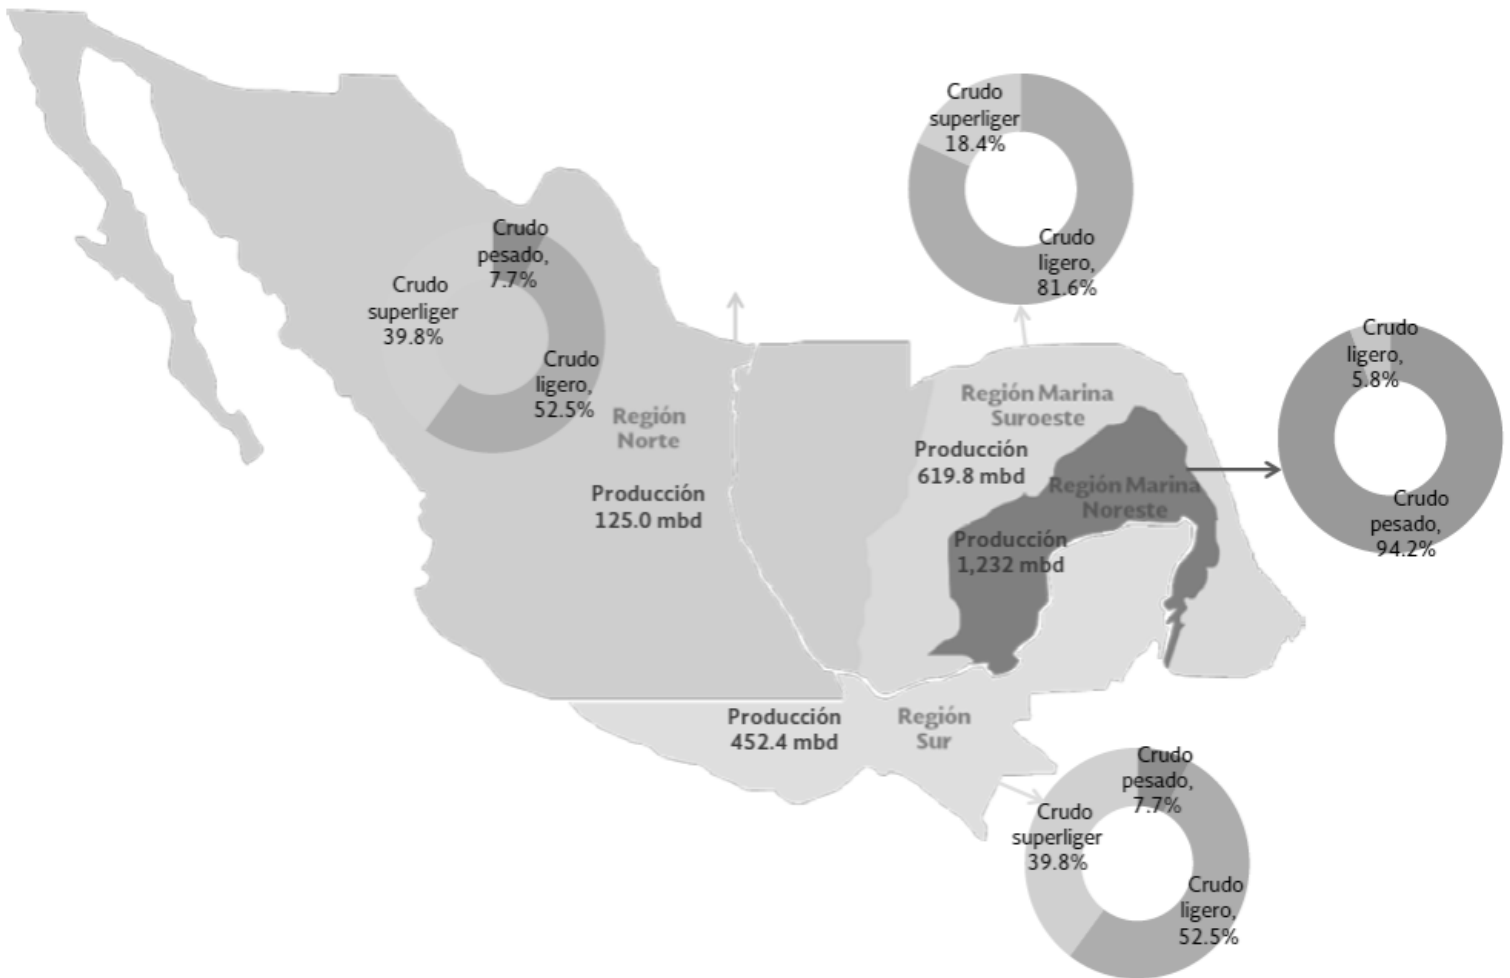 Crudo
superliger
18.4%
Crudo
ligero,
81.6%
Crudo
pesado,
7.7%
Crudo
superliger
39.8%
Crudo
ligero,
52.5%
Región
Norte
Producción
125.0 mbd
Región Marina
Suroeste
Producción
619.8 mbd
Región Marina
Noreste
Producción
1,232 mbd
Crudo
ligero,
5.8%
Crudo
pesado,
94.2%
Producción
452.4 mbd
Región
Sur
Crudo
pesado,
7.7%
Crudo
superliger
39.8%
Crudo
ligero,
52.5%